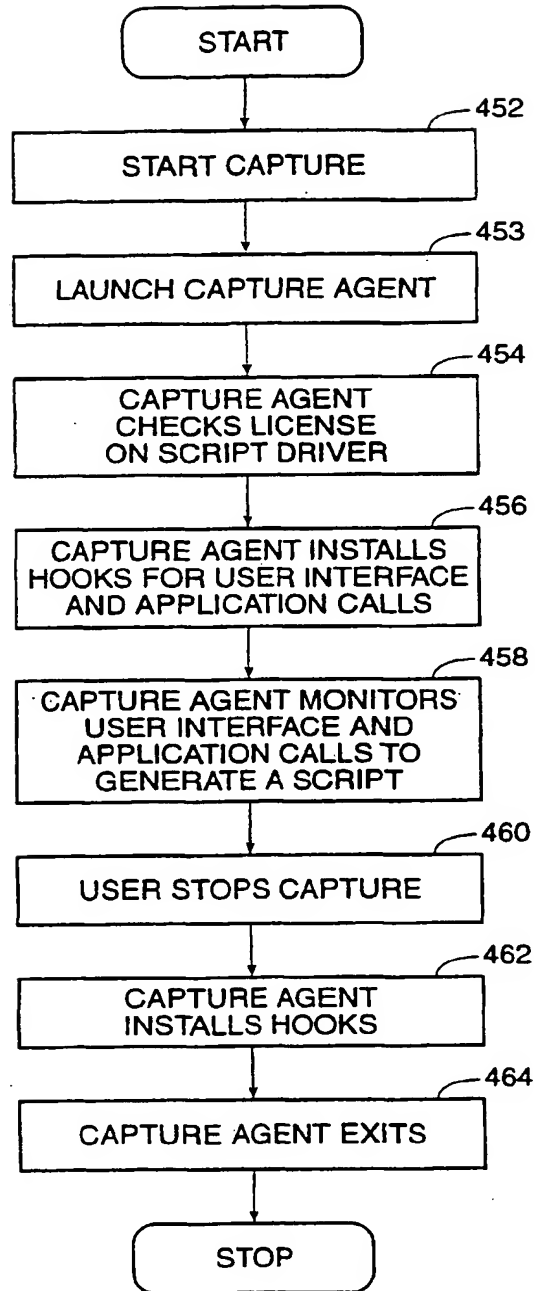 START
452
START CAPTURE
453
LAUNCH CAPTURE AGENT
454
CAPTURE AGENT
CHECKS LICENSE
ON SCRIPT DRIVER
456
CAPTURE AGENT INSTALLS
HOOKS FOR USER INTERFACE
AND APPLICATION CALLS
458
CAPTURE AGENT MONITORS
USER INTERFACE AND
APPLICATION CALLS TO
GENERATE A SCRIPT
460
USER STOPS CAPTURE
462
CAPTURE AGENT
INSTALLS HOOKS
464
CAPTURE AGENT EXITS
STOP